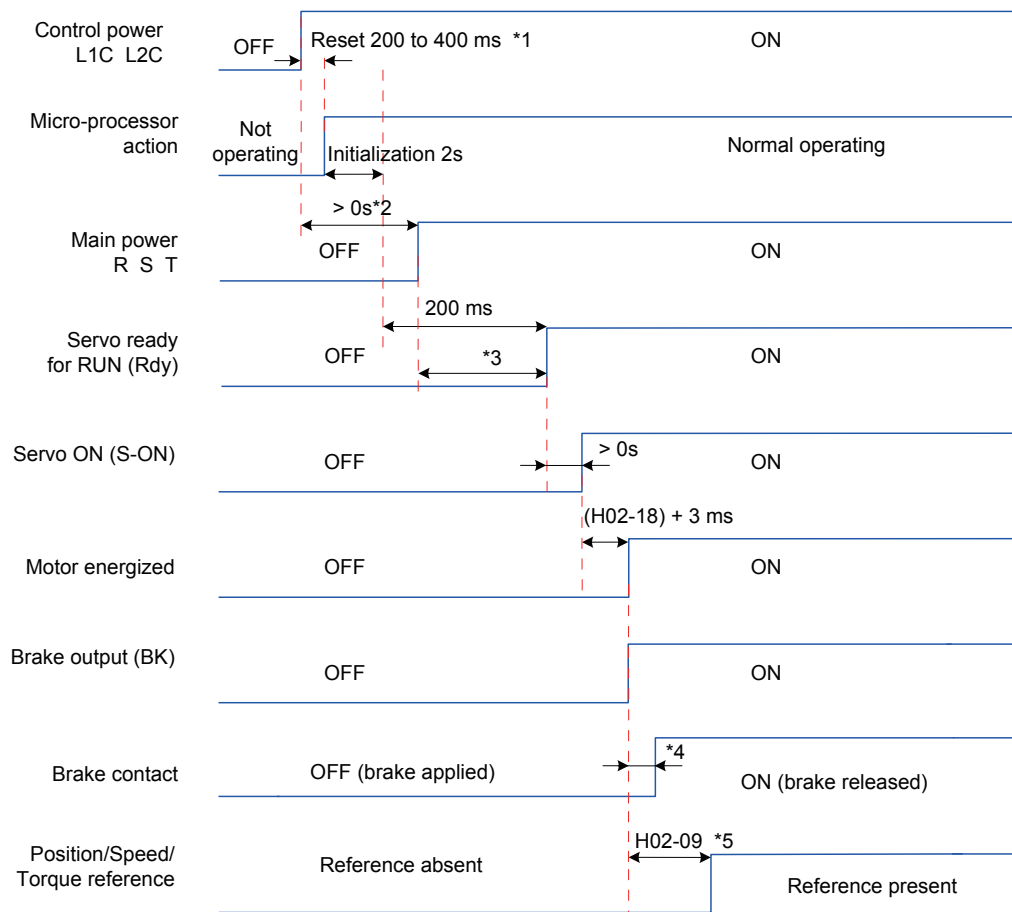 Control power
L1C L2C
OFF
Reset 200 to 400 ms *1
ON
Micro-processor
action
Not
operating
Initialization 2s
Normal operating
> 0s*2
Main power
R S T
OFF
ON
200 ms
Servo ready
for RUN (Rdy)
OFF
*3
ON
Servo ON (S-ON)
OFF
> 0s
ON
(H02-18) + 3 ms
Motor energized
OFF
ON
Brake output (BK)
OFF
ON
Brake contact
OFF (brake applied)
*4
ON (brake released)
Position/Speed/
Torque reference
Reference absent
H02-09 *5
Reference present